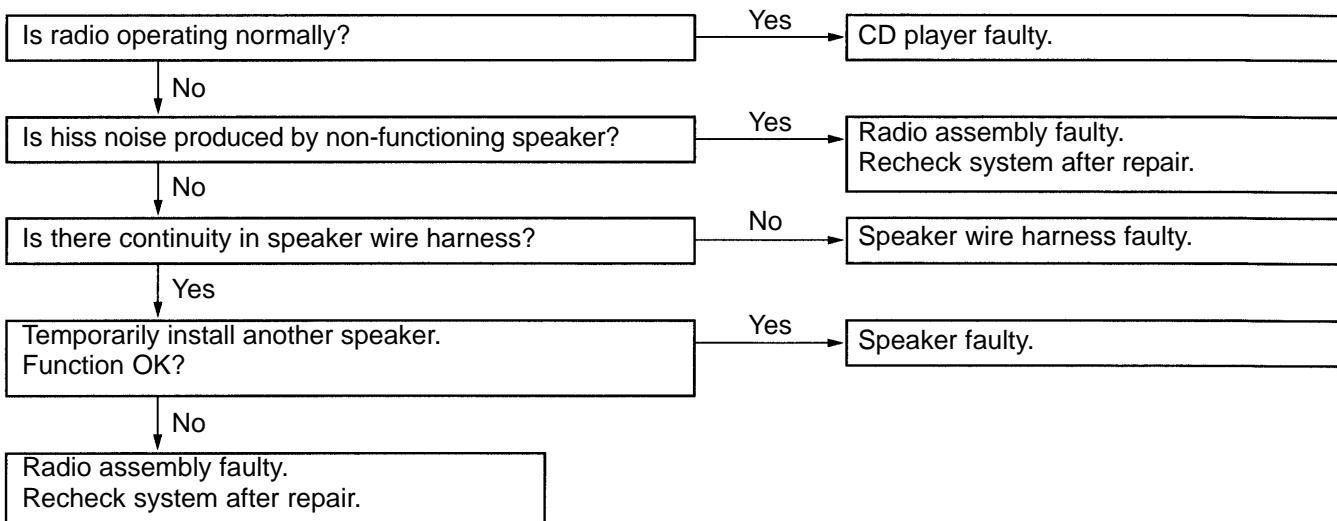 Is radio operating normally?
Yes
CD player faulty.
No
Is hiss noise produced by non-functioning speaker?
Yes
Radio assembly faulty.
Recheck system after repair.
No
Is there continuity in speaker wire harness?
No
Speaker wire harness faulty.
Yes
Temporarily install another speaker.
Function OK?
Yes
Speaker faulty.
No
Radio assembly faulty.
Recheck system after repair.